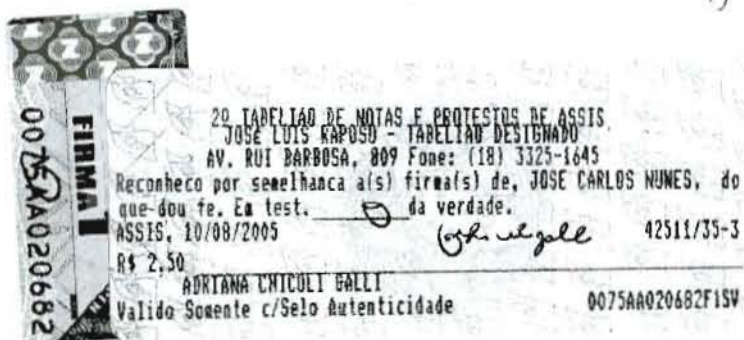 2º TABELIAO DE NOTAS E PROTESTOS DE ASSIS
JOSE LUIS RAPOSO - TABELIAO DESIGNADO
AV. RUI BARBOSA, 809 Fone: (18) 3325-1645
Reconheco por semelhanca a(s) firma(s) de, JOSE CARLOS NUNES, do
que dou fe. Em test. da verdade.
ASSIS, 10/08/2005 42511/35-3
R$ 2,50
ADRIANA CHICOLI GALLI
Valido Somente c/Selo Autenticidade 0075AA020682F1SV
FIRMA 1
0075AA020682